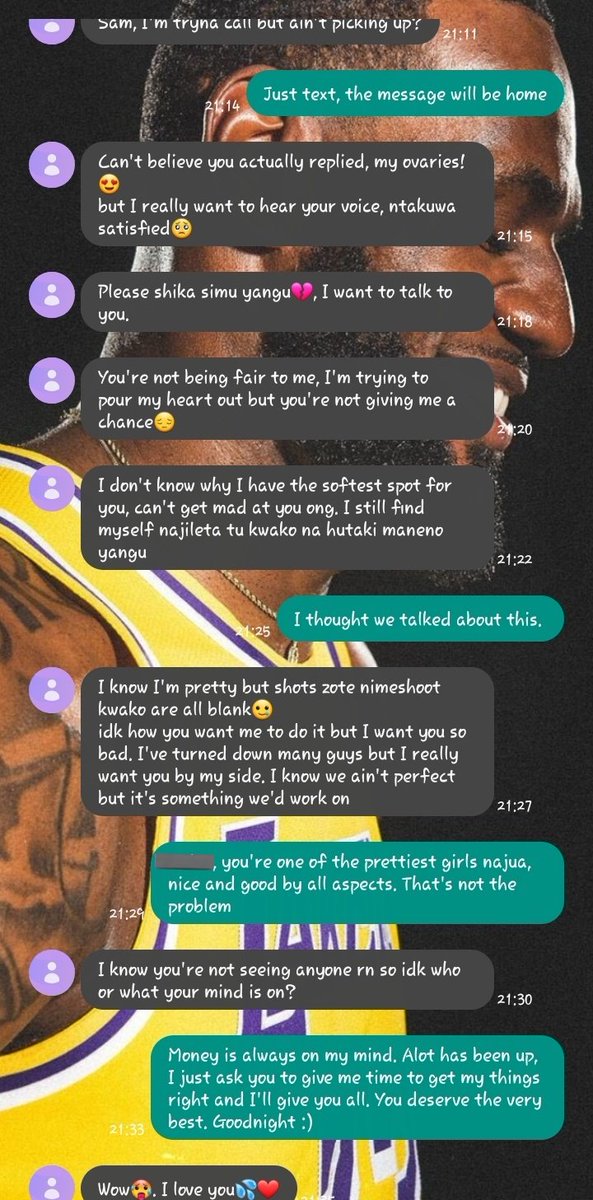 Sam, I'm tryna call but ain't picking up?
21:11
Just text, the message will be home
21:14
Can't believe you actually replied, my ovaries!
😍
but I really want to hear your voice, ntakuwa
satisfied🥺
21:15
Please shika simu yangu💔, I want to talk to
you.
21:18
You're not being fair to me, I'm trying to
pour my heart out but you're not giving me a
chance😔
21:20
I don't know why I have the softest spot for
you, can't get mad at you ong. I still find
myself najileta tu kwako na hutaki maneno
yangu
21:22
I thought we talked about this.
21:25
I know I'm pretty but shots zote nimeshoot
kwako are all blank🥲
idk how you want me to do it but I want you so
bad. I've turned down many guys but I really
want you by my side. I know we ain't perfect
but it's something we'd work on
21:27
, you're one of the prettiest girls najua,
nice and good by all aspects. That's not the
problem
21:29
I know you're not seeing anyone rn so idk who
or what your mind is on?
21:30
Money is always on my mind. Alot has been up,
I just ask you to give me time to get my things
right and I'll give you all. You deserve the very
best. Goodnight :)
21:33
Wow🥵. I love you💦❤️